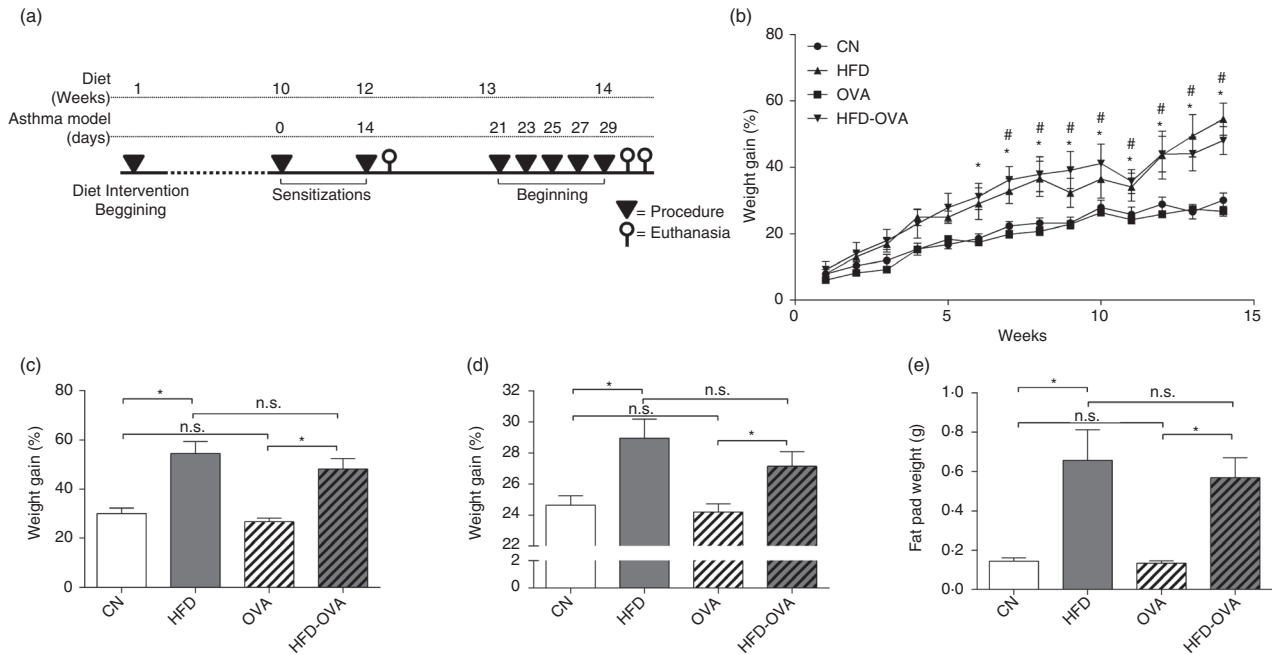 (a)
Diet
(Weeks)
1 10 12 13 14
Asthma model
(days)
0 14 21 23 25 27 29
Diet Intervention
Beggining
Sensitizations
Beginning
= Procedure
= Euthanasia
(b)
80
60
40
20
0
Weight gain (%)
CN
HFD
OVA
HFD-OVA
* # * # * # * # * # * # * # * # *
0 5 10 15
Weeks
(c)
80
60
40
20
0
Weight gain (%)
*
n.s.
n.s.
*
CN HFD OVA HFD-OVA
(d)
32
30
28
26
24
22
2
0
Weight gain (%)
*
n.s.
n.s.
*
CN HFD OVA HFD-OVA
(e)
1·0
0·8
0·6
0·4
0·2
0·0
Fat pad weight (g)
*
n.s.
n.s.
*
CN HFD OVA HFD-OVA